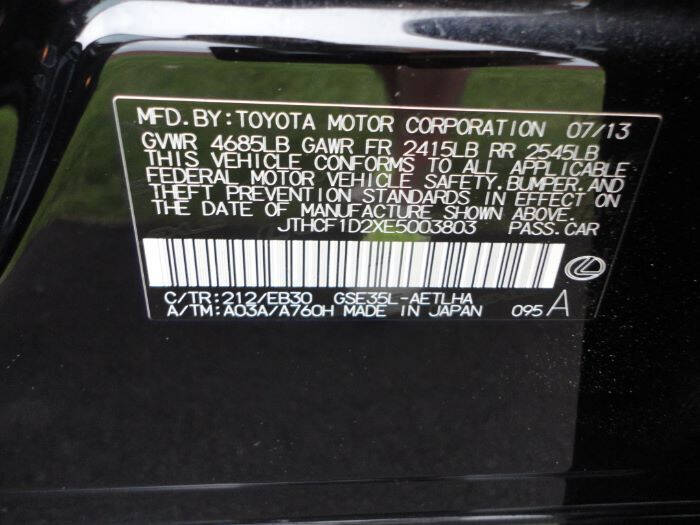 MFD. BY: TOYOTA MOTOR CORPORATION 07/13
GVWR 4685LB GAWR FR 2415LB RR 2545LB
THIS VEHICLE CONFORMS TO ALL APPLICABLE
FEDERAL MOTOR VEHICLE SAFETY, BUMPER, AND
THEFT PREVENTION STANDARDS IN EFFECT ON
THE DATE OF MANUFACTURE SHOWN ABOVE.
JTHCF1D2XE5003803 PASS. CAR
C/TR: 212/EB30 GSE35L-AETLHA
A/TM: A03A/A760H MADE IN JAPAN 095 A